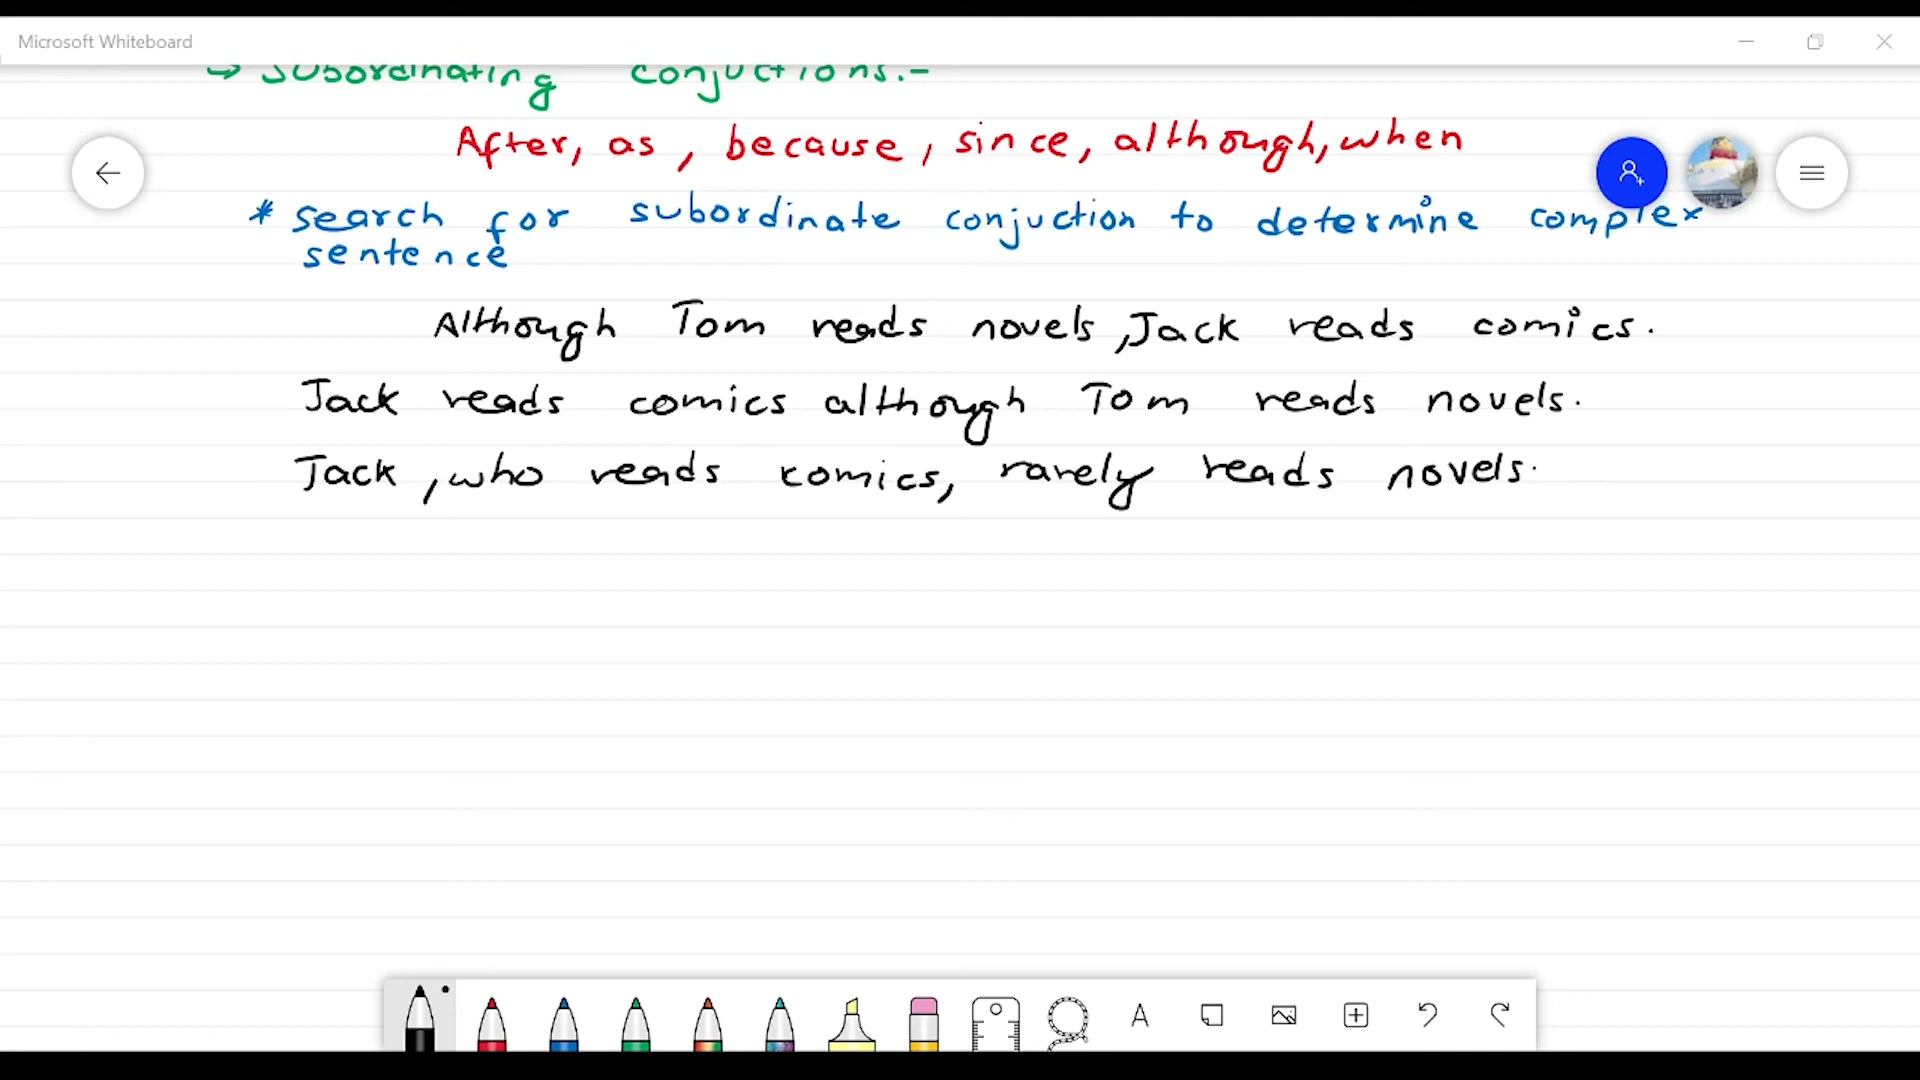 Microsoft Whiteboard
→ Subordinating conjuctions:-
After, as, because, since, although, when
* search for subordinate conjuction to determine complex
sentence
Although Tom reads novels, Jack reads comics.
Jack reads comics although Tom reads novels.
Jack, who reads comics, rarely reads novels.
A